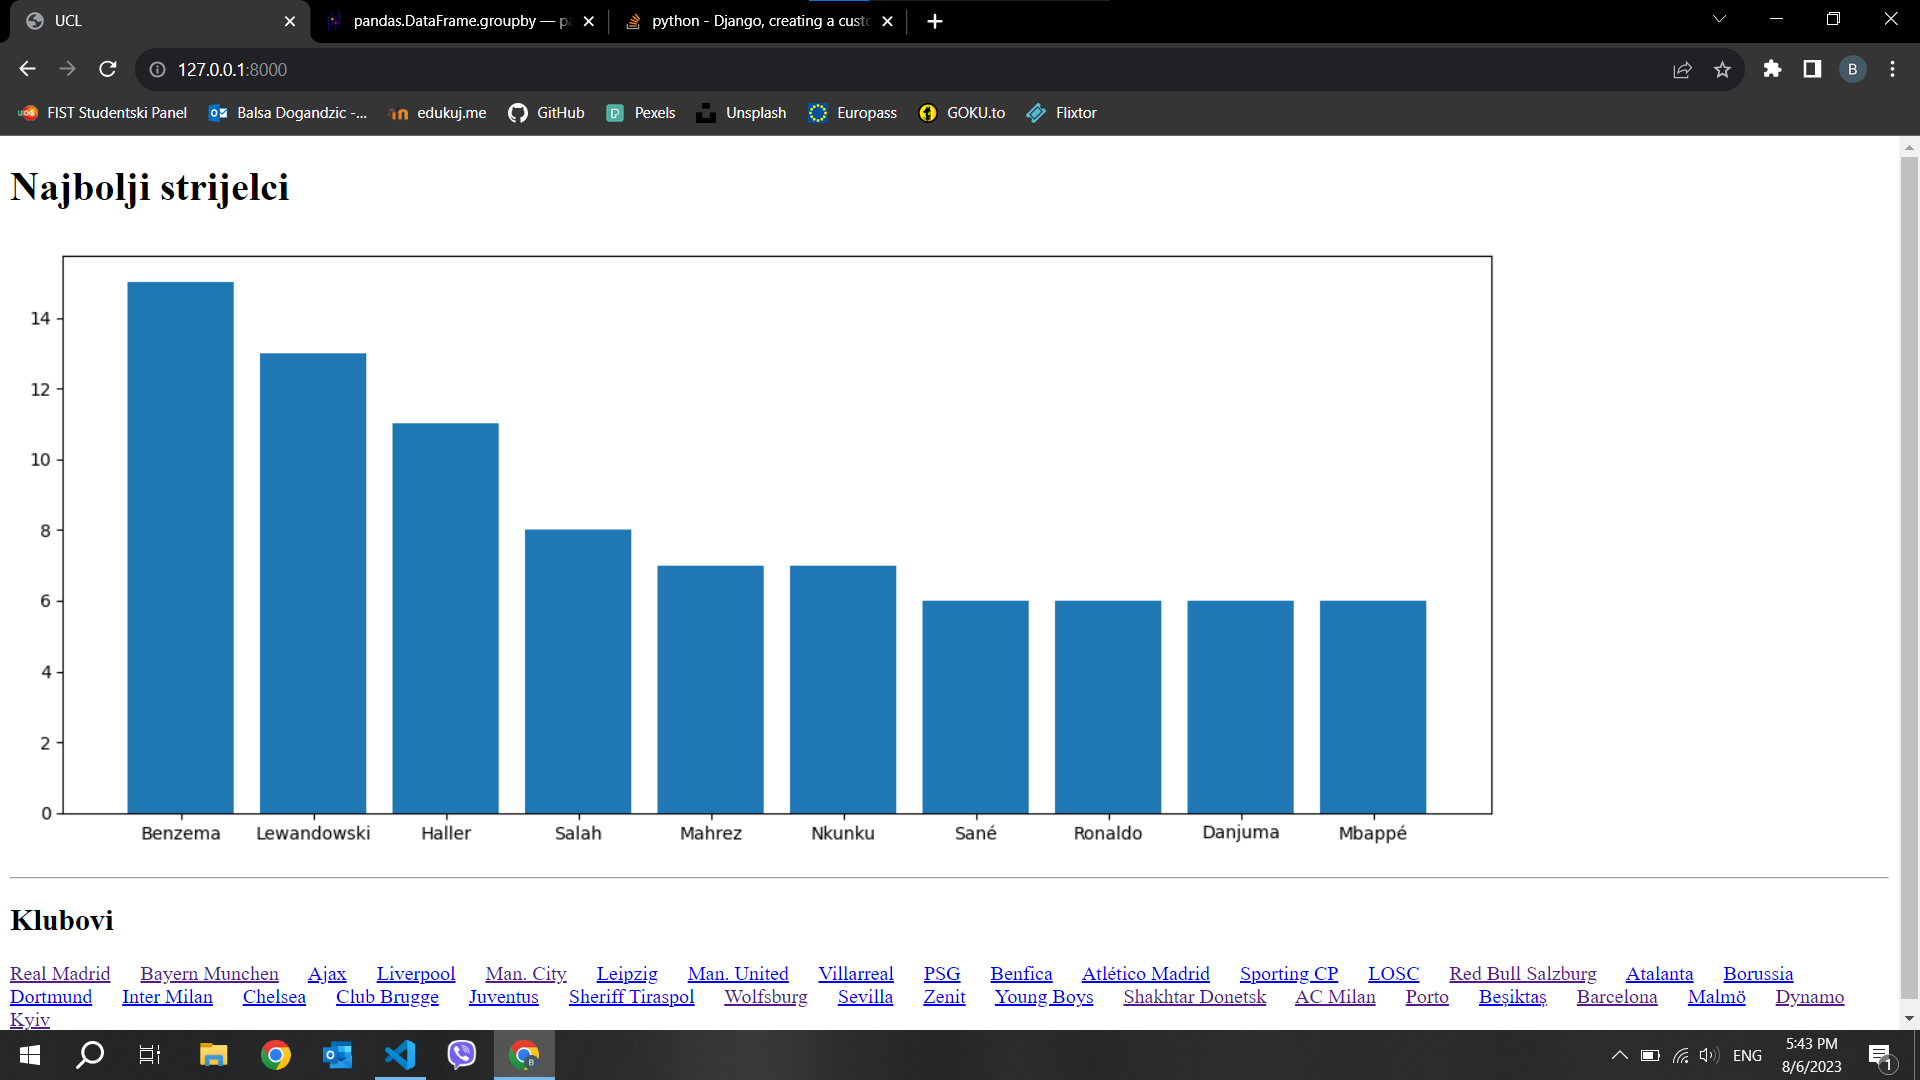 UCL
pandas.DataFrame.groupby — pa
python - Django, creating a custo
127.0.0.1:8000
B
FIST Studentski Panel
Balsa Dogandzic -...
edukuj.me
GitHub
Pexels
Unsplash
Europass
GOKU.to
Flixtor
Najbolji strijelci
14
12
10
8
6
4
2
0
Benzema Lewandowski Haller Salah Mahrez Nkunku Sané Ronaldo Danjuma Mbappé
Klubovi
Real Madrid Bayern Munchen Ajax Liverpool Man. City Leipzig Man. United Villarreal PSG Benfica Atlético Madrid Sporting CP LOSC Red Bull Salzburg Atalanta Borussia
Dortmund Inter Milan Chelsea Club Brugge Juventus Sheriff Tiraspol Wolfsburg Sevilla Zenit Young Boys Shakhtar Donetsk AC Milan Porto Beşiktaş Barcelona Malmö Dynamo
Kyiv
ENG
5:43 PM
8/6/2023
1